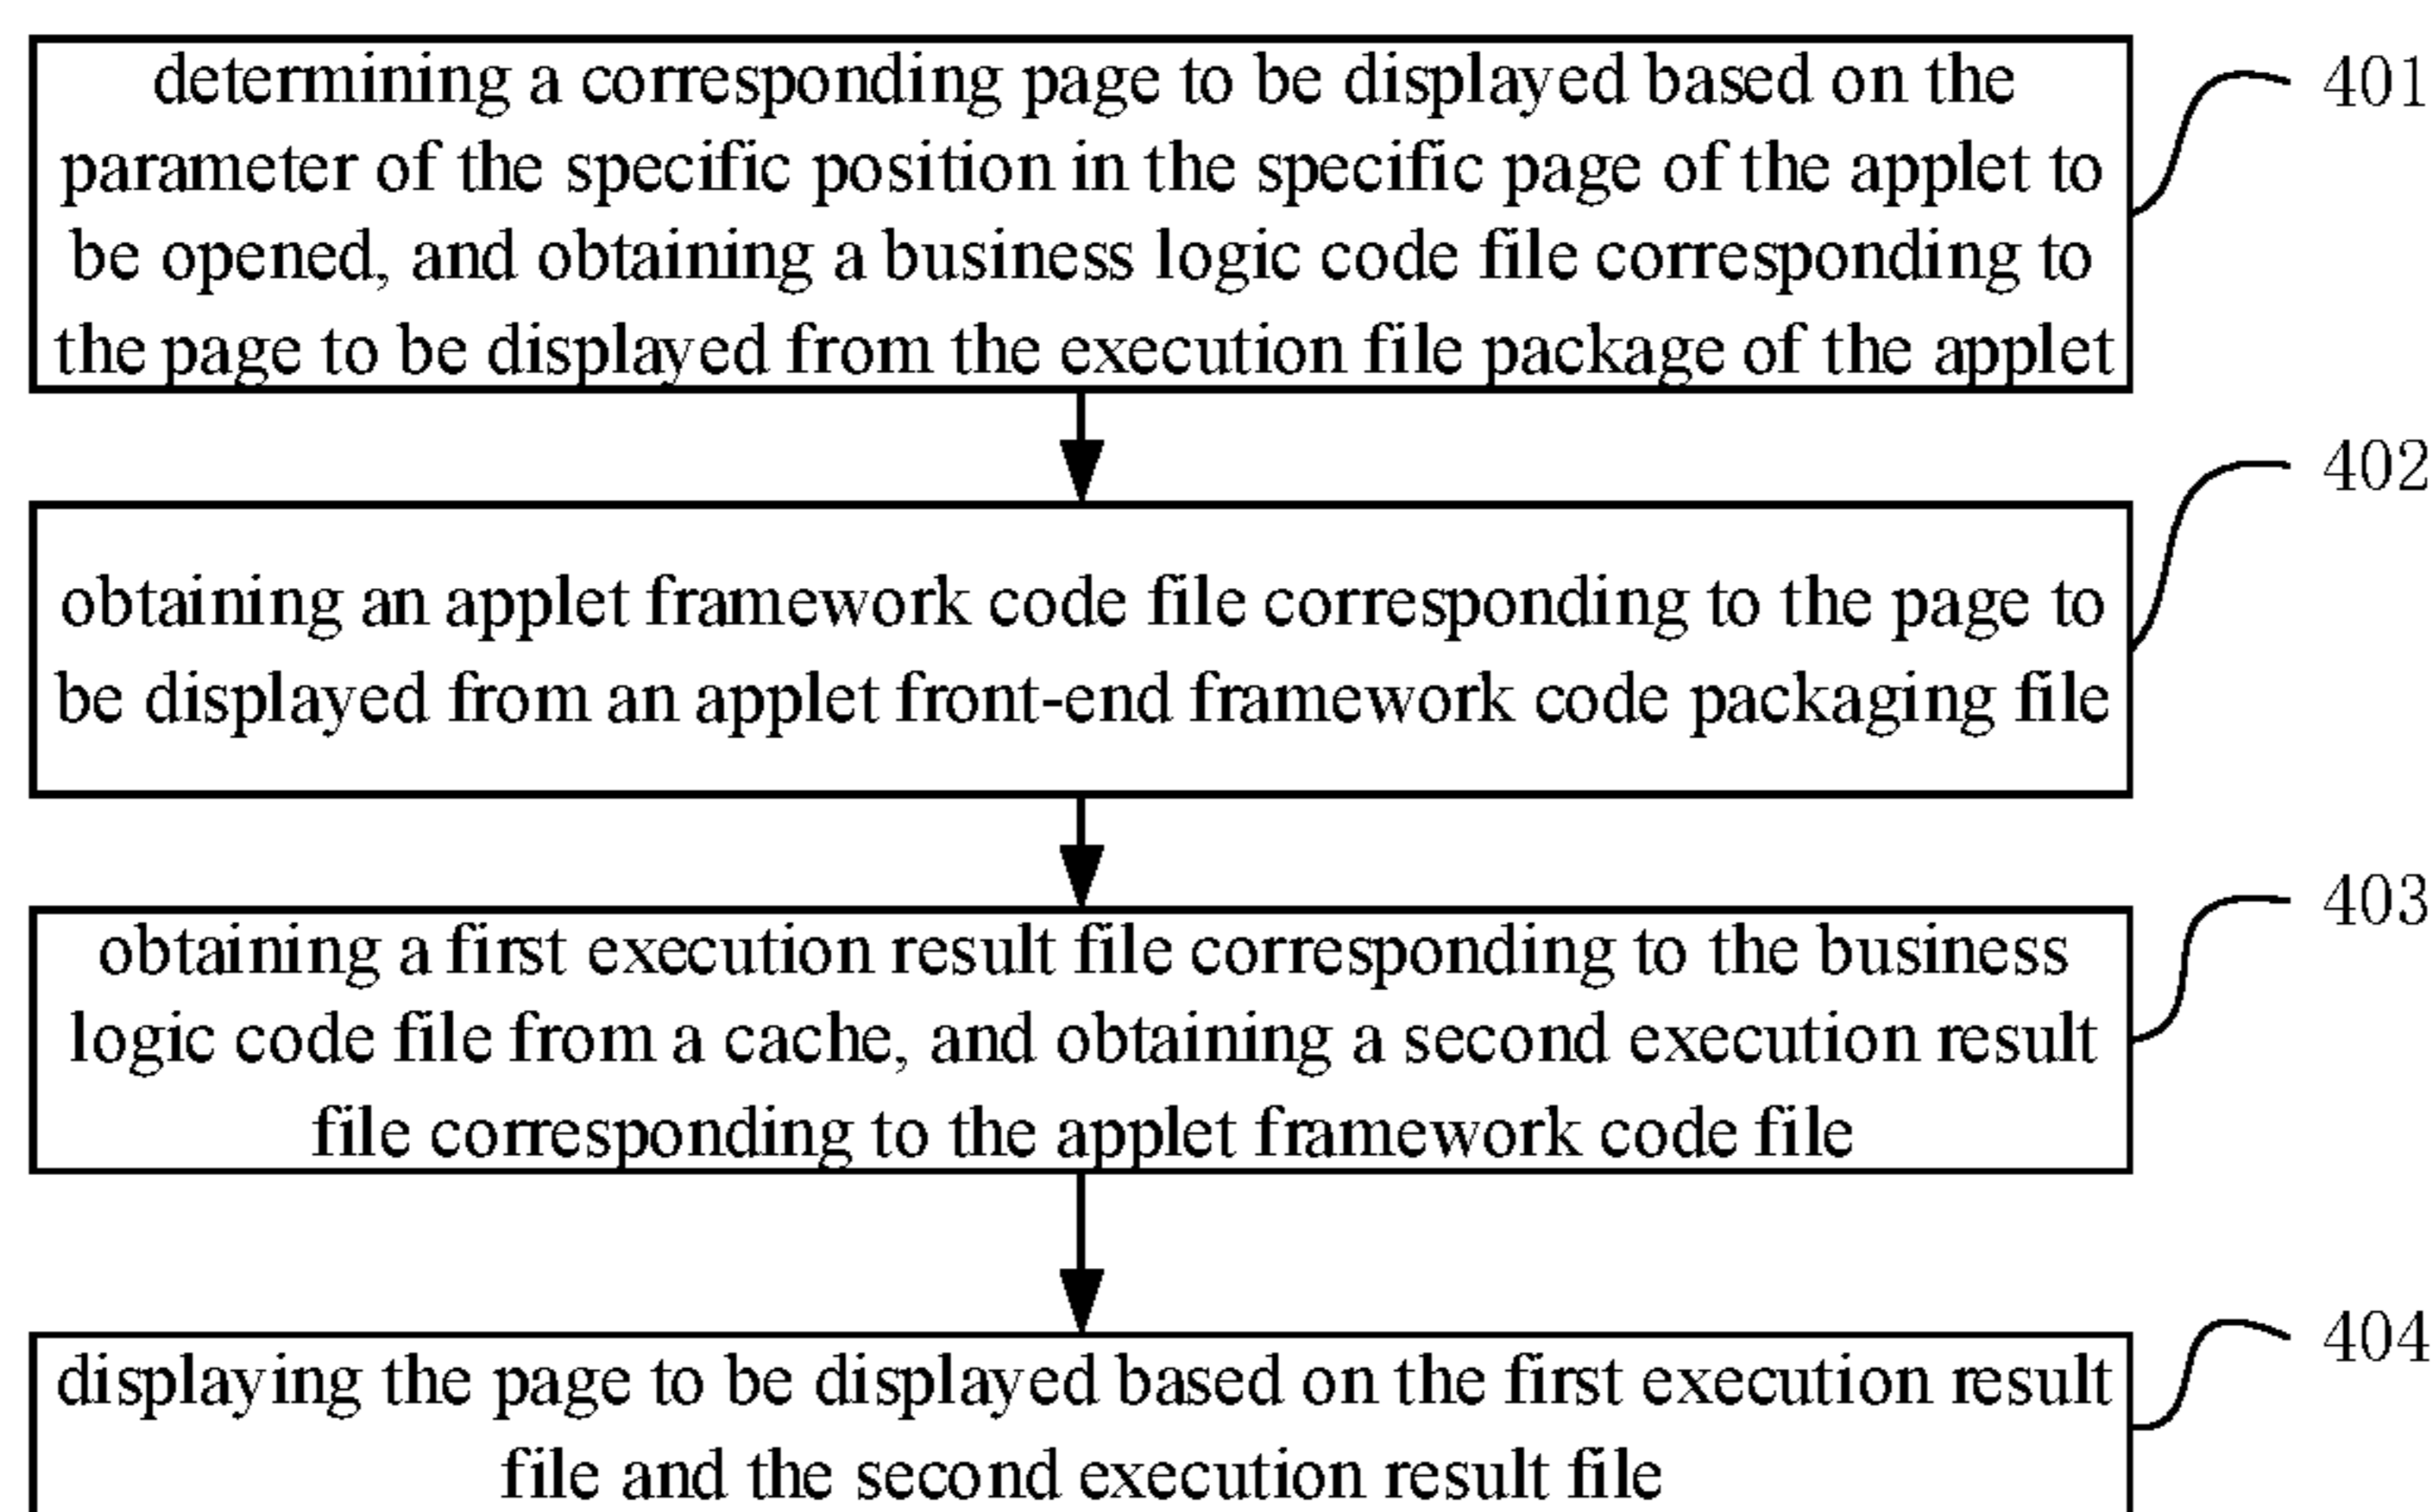 determining a corresponding page to be displayed based on the
401
parameter of the specific position in the specific page of the applet to
be opened, and obtaining a business logic code file corresponding to
the page to be displayed from the execution file package of the applet
402
obtaining an applet framework code file corresponding to the page to
be displayed from an applet front-end framework code packaging file
403
obtaining a first execution result file corresponding to the business
logic code file from a cache, and obtaining a second execution result
file corresponding to the applet framework code file
404
displaying the page to be displayed based on the first execution result
file and the second execution result file